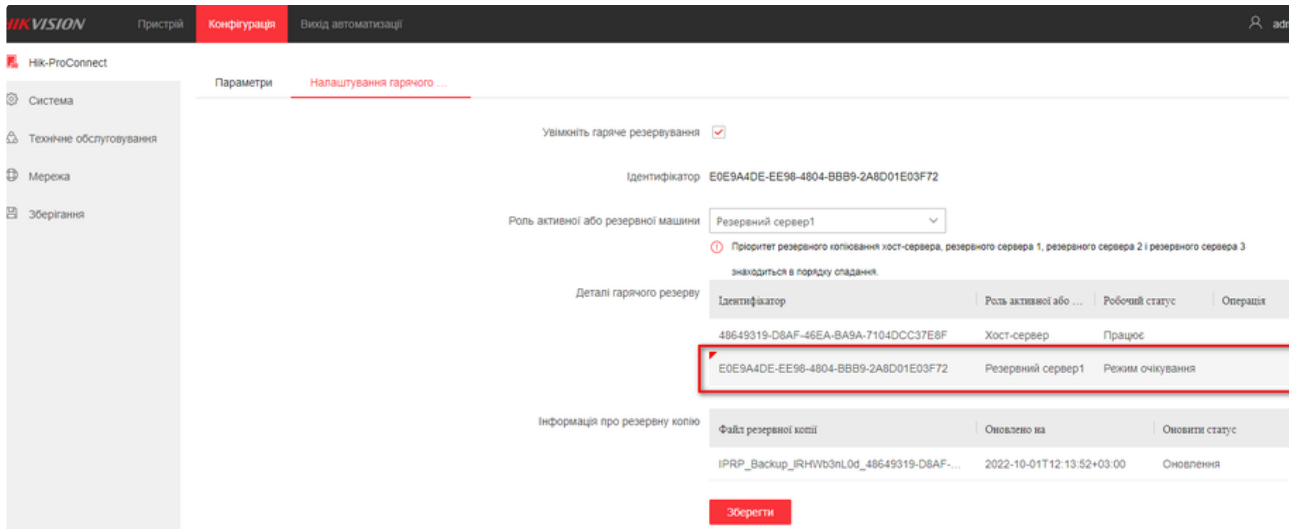 HIKVISION
Пристрій
Конфігурація
Вихід автоматизації
Hik-ProConnect
Система
Технічне обслуговування
Мережа
Зберігання
Параметри
Налаштування гарячого ...
Увімкніть гаряче резервування
Ідентифікатор E0E9A4DE-EE98-4804-BBB9-2A8D01E03F72
Роль активної або резервної машини Резервний сервер1
Пріоритет резервного копіювання хост-сервера, резервного сервера 1, резервного сервера 2 і резервного сервера 3
знаходиться в порядку спадання.
Деталі гарячого резерву
Ідентифікатор Роль активної або ... Робочий статус Операція
48649319-D8AF-46EA-BA9A-7104DCC37E8F Хост-сервер Працює
E0E9A4DE-EE98-4804-BBB9-2A8D01E03F72 Резервний сервер1 Режим очікування
Інформація про резервну копію
Файл резервної копії Оновлено на Оновити статус
IPRP_Backup_IRHWb3nL0d_48649319-D8AF-... 2022-10-01T12:13:52+03:00 Оновлення
Зберегти